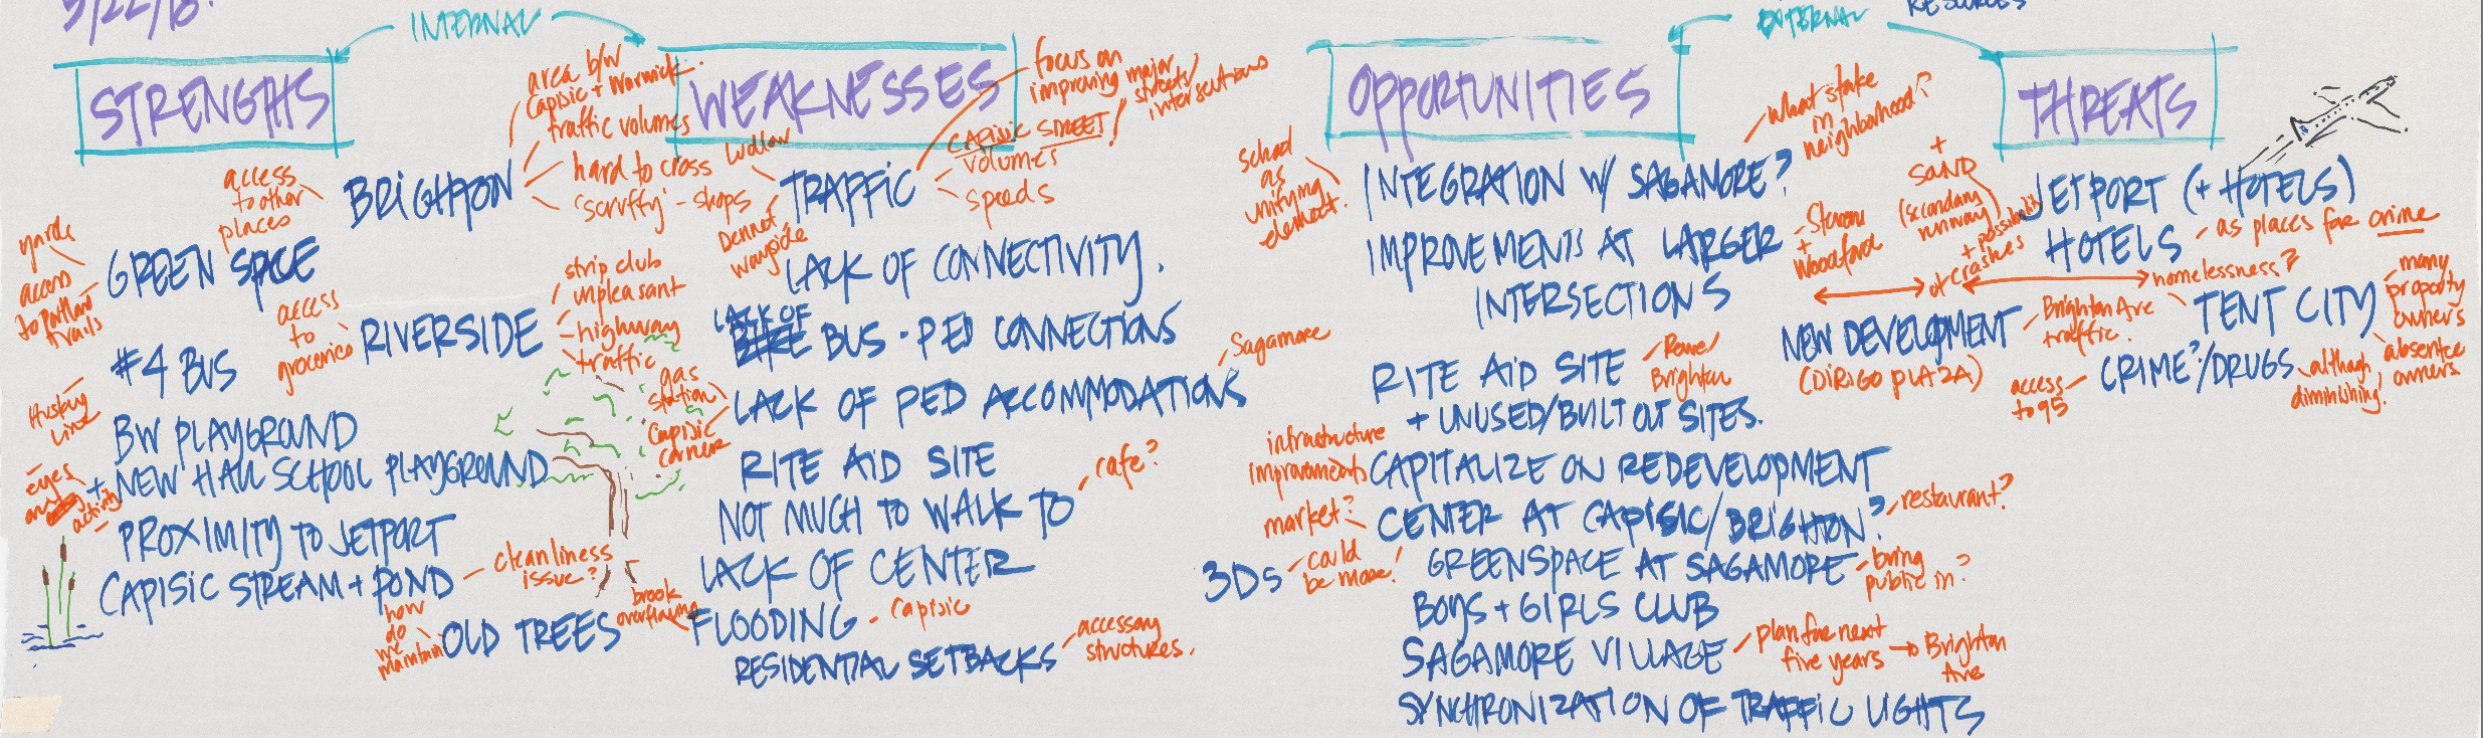 5/22/18.
INTERNAL
EXTERNAL
RESOURCES
STRENGTHS
access
to other
places
BRIGHTON
area b/w
Capisic + Warwick
traffic volumes
hard to cross
"scruffy" - shops
yards
access
to portland
trails
GREEN SPACE
access
to
groceries
RIVERSIDE
strip club
unpleasant
highway
traffic
#4 BUS
Huskey
Line
BW PLAYGROUND
+ NEW HALL SCHOOL PLAYGROUND
eyes
activity
PROXIMITY TO JETPORT
CAPISIC STREAM + POND
cleanliness
issue?
how
do
we
maintain
OLD TREES
WEAKNESSES
focus on
improving major
streets/
intersections
CAPISIC STREET!
Ludlow
TRAFFIC
volumes
speeds
Dennet
wayside
LACK OF CONNECTIVITY.
LACK OF
BIKE BUS - PED CONNECTIONS
Sagamore
gas
station
Capisic
corner
LACK OF PED ACCOMMODATIONS
RITE AID SITE
NOT MUCH TO WALK TO
cafe?
LACK OF CENTER
brook
overflowing
FLOODING - Capisic
RESIDENTIAL SETBACKS
accessory
structures.
OPPORTUNITIES
what stake
in
neighborhood?
school
as
unifying
element.
INTEGRATION W/ SAGAMORE?
IMPROVEMENTS AT LARGER
INTERSECTIONS
Stevens
+
Woodford
RITE AID SITE
Rowe/
Brighton
+ UNUSED/BUILT OUT SITES.
infrastructure
improvements
CAPITALIZE ON REDEVELOPMENT
market?
CENTER AT CAPISIC/BRIGHTON?
restaurant?
3Ds - could
be more!
GREENSPACE AT SAGAMORE
bring
public in?
BOYS + GIRLS CLUB
SAGAMORE VILLAGE
plan for next
five years → Brighton
Ave
SYNCHRONIZATION OF TRAFFIC LIGHTS
THREATS
+
SAND
(secondary
runway)
+ possibility
of crashes
JETPORT (+ HOTELS)
HOTELS - as places for crime
homelessness?
NEW DEVELOPMENT
(DIRIGO PLAZA)
Brighton Ave
traffic.
TENT CITY
many
property
owners
absentee
owners.
access
to 95
CRIME?/DRUGS
although
diminishing!